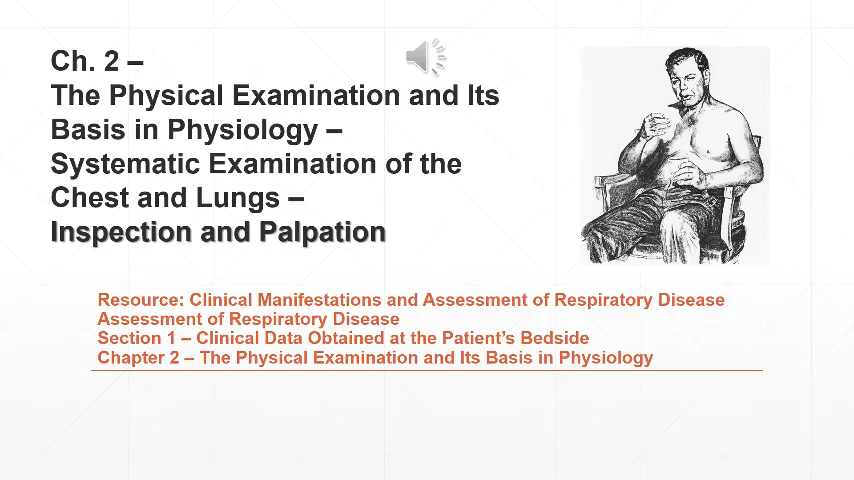 Ch. 2 –
The Physical Examination and Its
Basis in Physiology –
Systematic Examination of the
Chest and Lungs –
Inspection and Palpation
Resource: Clinical Manifestations and Assessment of Respiratory Disease
Assessment of Respiratory Disease
Section 1 – Clinical Data Obtained at the Patient’s Bedside
Chapter 2 – The Physical Examination and Its Basis in Physiology